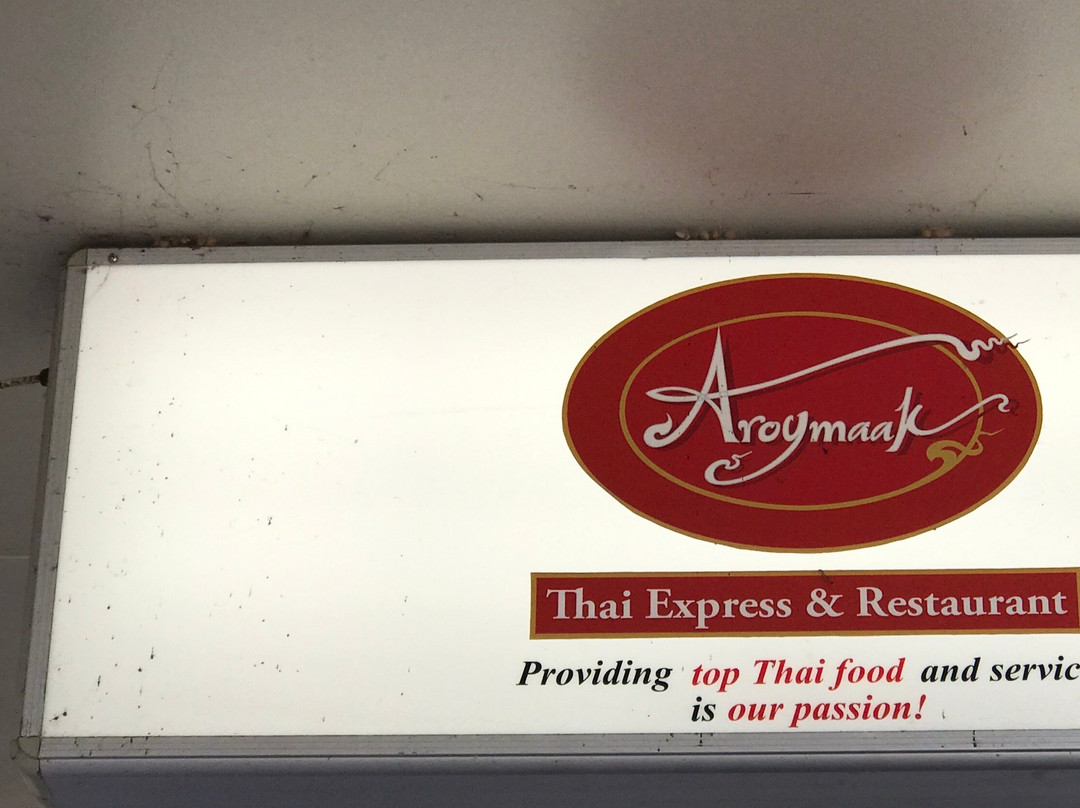 Aroymaak
Thai Express & Restaurant
Providing top Thai food and servic
is our passion!